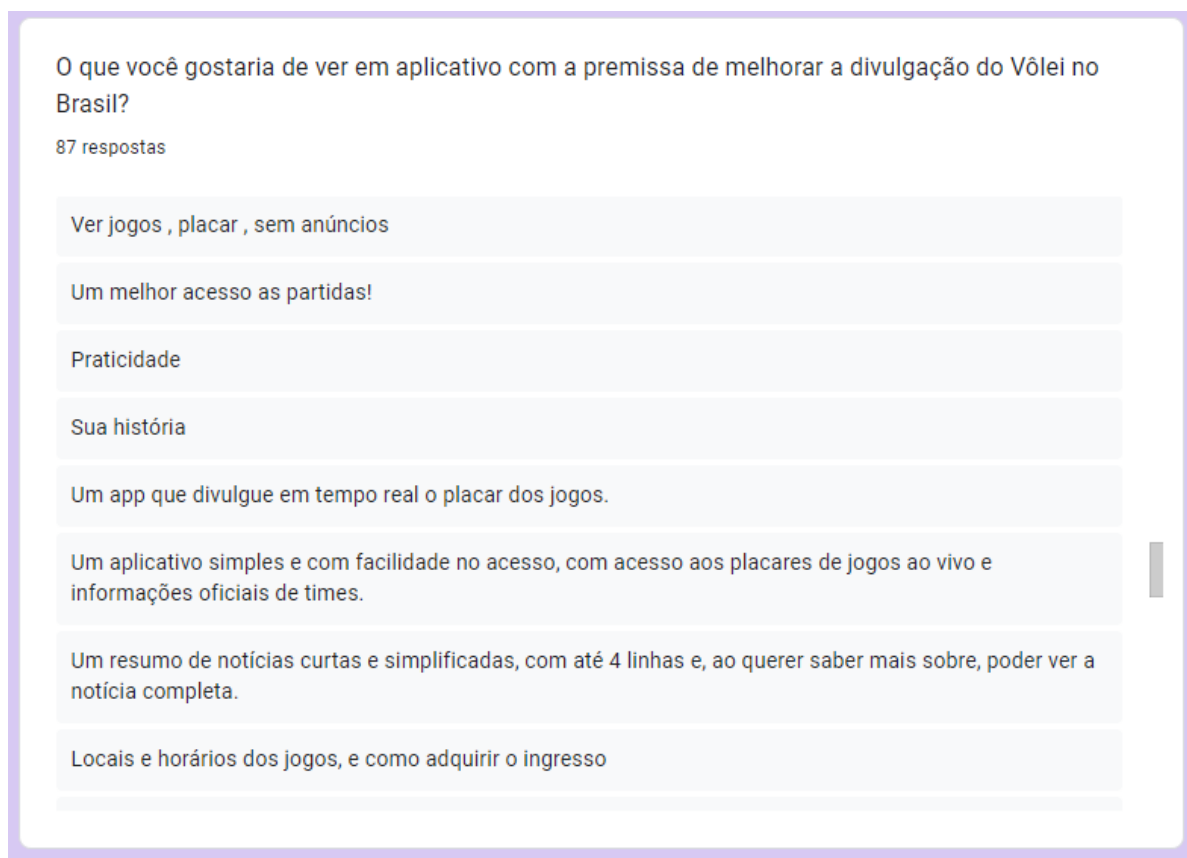 O que você gostaria de ver em aplicativo com a premissa de melhorar a divulgação do Vôlei no
Brasil?
87 respostas
Ver jogos , placar , sem anúncios
Um melhor acesso as partidas!
Praticidade
Sua história
Um app que divulgue em tempo real o placar dos jogos.
Um aplicativo simples e com facilidade no acesso, com acesso aos placares de jogos ao vivo e
informações oficiais de times.
Um resumo de notícias curtas e simplificadas, com até 4 linhas e, ao querer saber mais sobre, poder ver a
notícia completa.
Locais e horários dos jogos, e como adquirir o ingresso